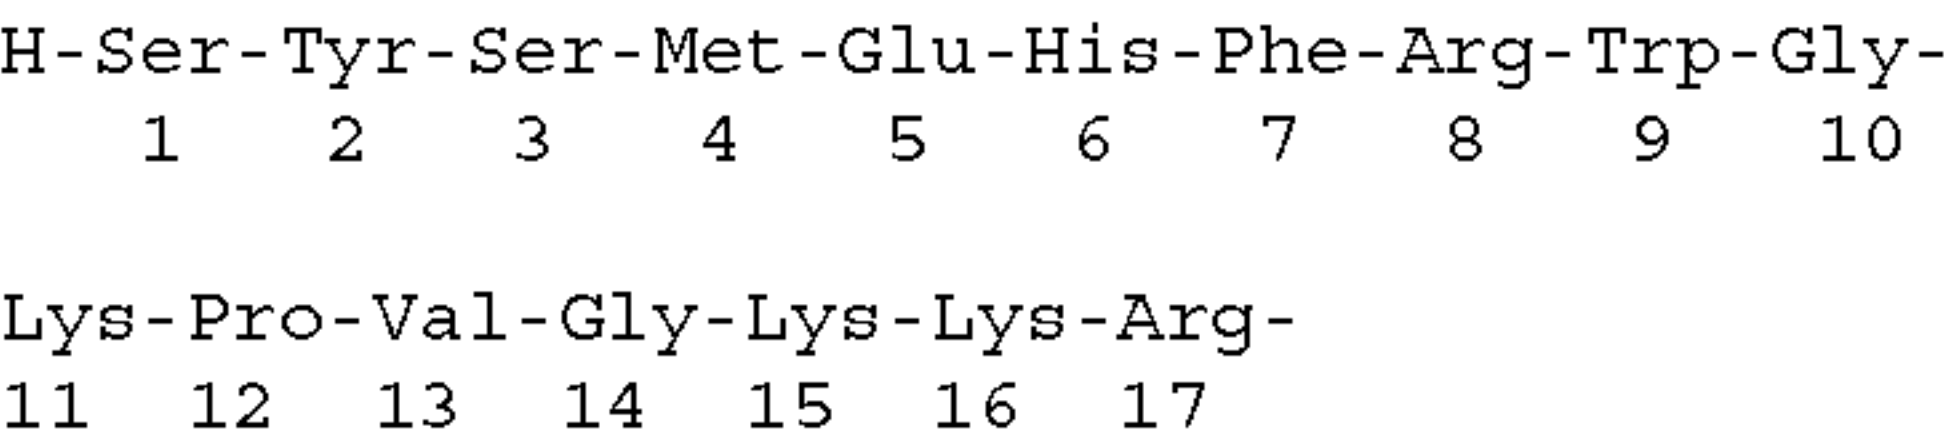 H-Ser-Tyr-Ser-Met-Glu-His-Phe-Arg-Trp-Gly-
1 2 3 4 5 6 7 8 9 10
Lys-Pro-Val-Gly-Lys-Lys-Arg-
11 12 13 14 15 16 17